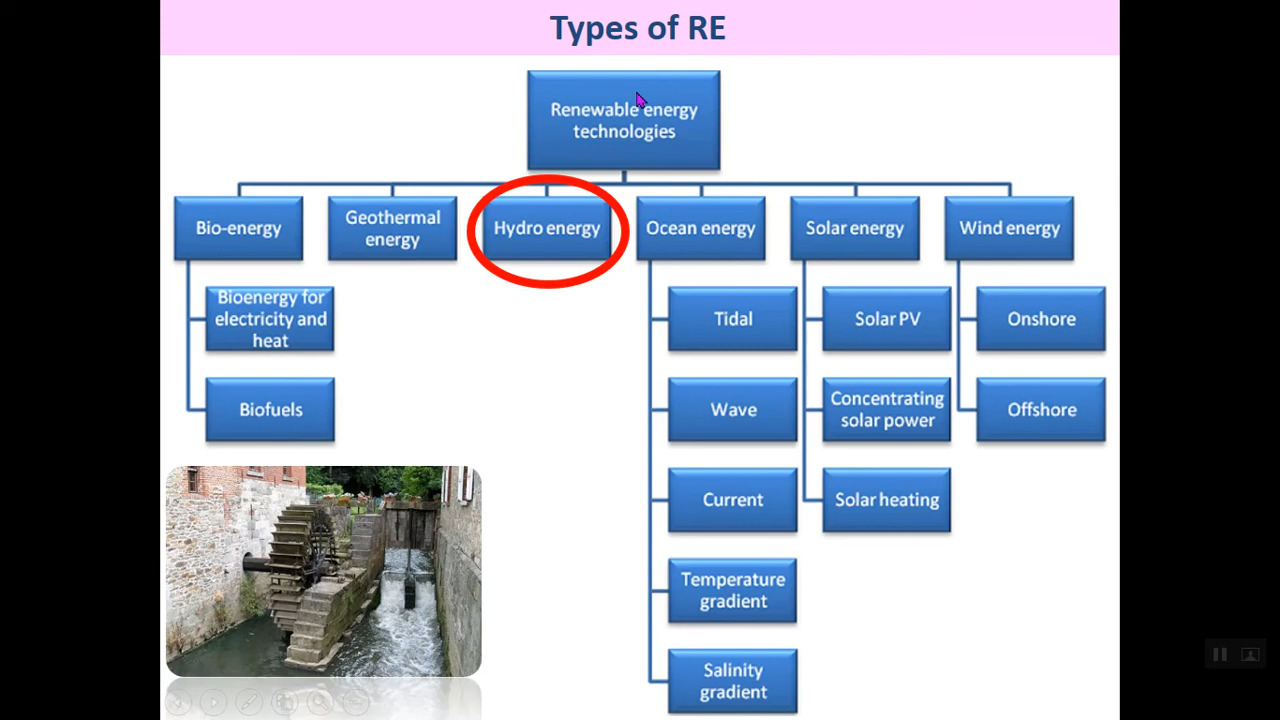 Types of RE
Renewable energy
technologies
Bio-energy
Geothermal
energy
Hydro energy
Ocean energy
Solar energy
Wind energy
Bioenergy for
electricity and
heat
Biofuels
Tidal
Wave
Current
Temperature
gradient
Salinity
gradient
Solar PV
Concentrating
solar power
Solar heating
Onshore
Offshore